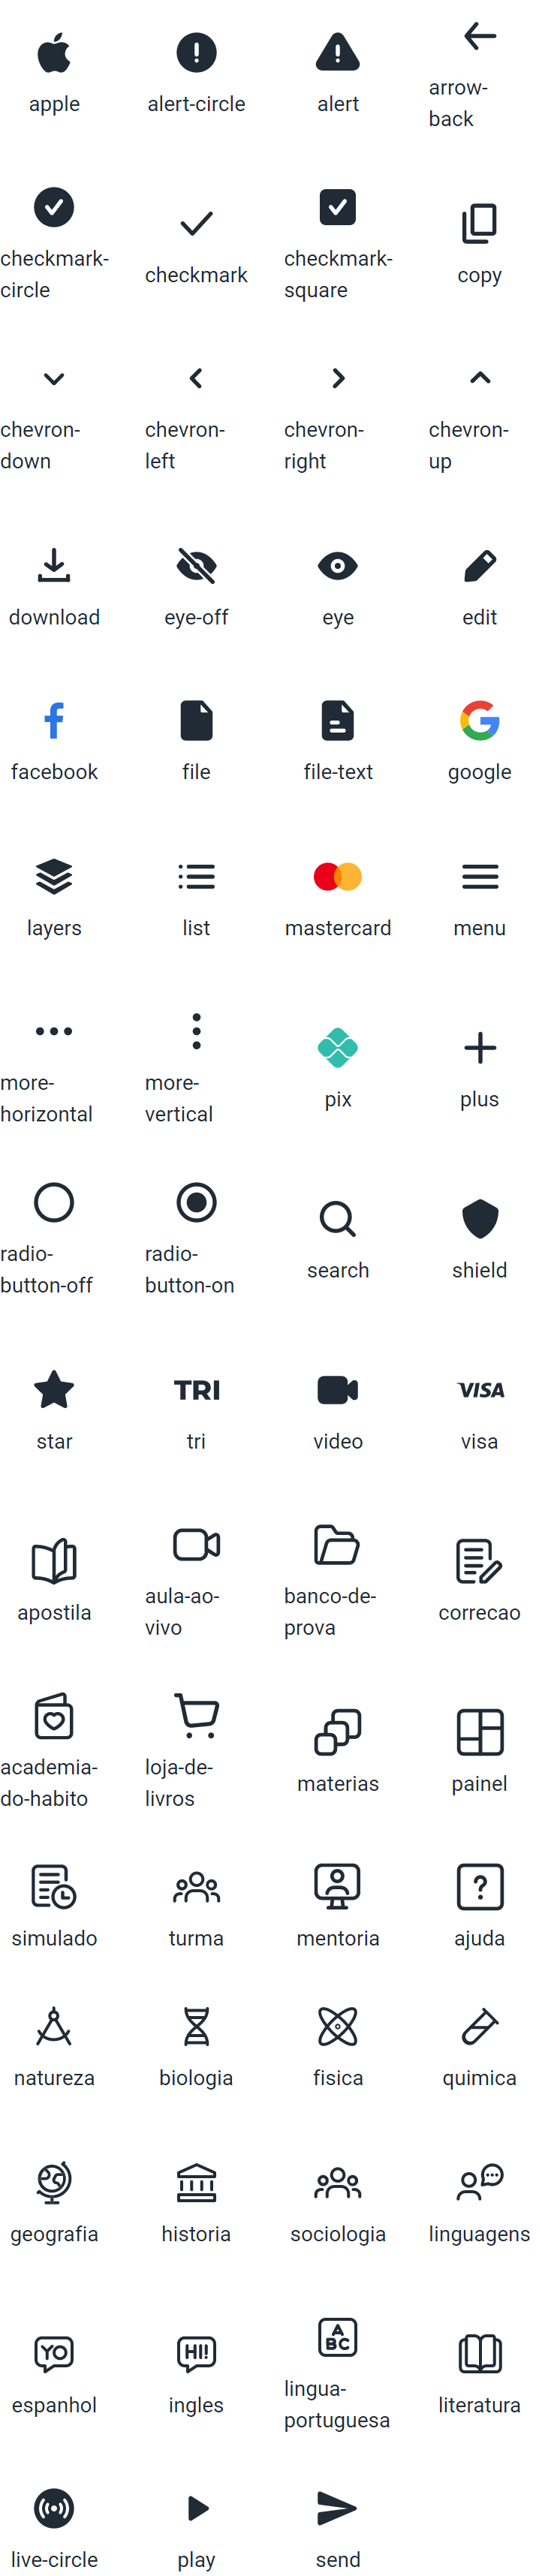 apple alert-circle alert arrow-
back
checkmark-
circle checkmark checkmark-
square copy
chevron-
down chevron-
left chevron-
right chevron-
up
download eye-off eye edit
facebook file file-text google
layers list mastercard menu
more-
horizontal more-
vertical pix plus
radio-
button-off radio-
button-on search shield
TRI VISA
star tri video visa
apostila aula-ao-
vivo banco-de-
prova correcao
academia-
do-habito loja-de-
livros materias painel
?
simulado turma mentoria ajuda
natureza biologia fisica quimica
geografia historia sociologia linguagens
YO HI! A
BC
espanhol ingles lingua-
portuguesa literatura
live-circle play send